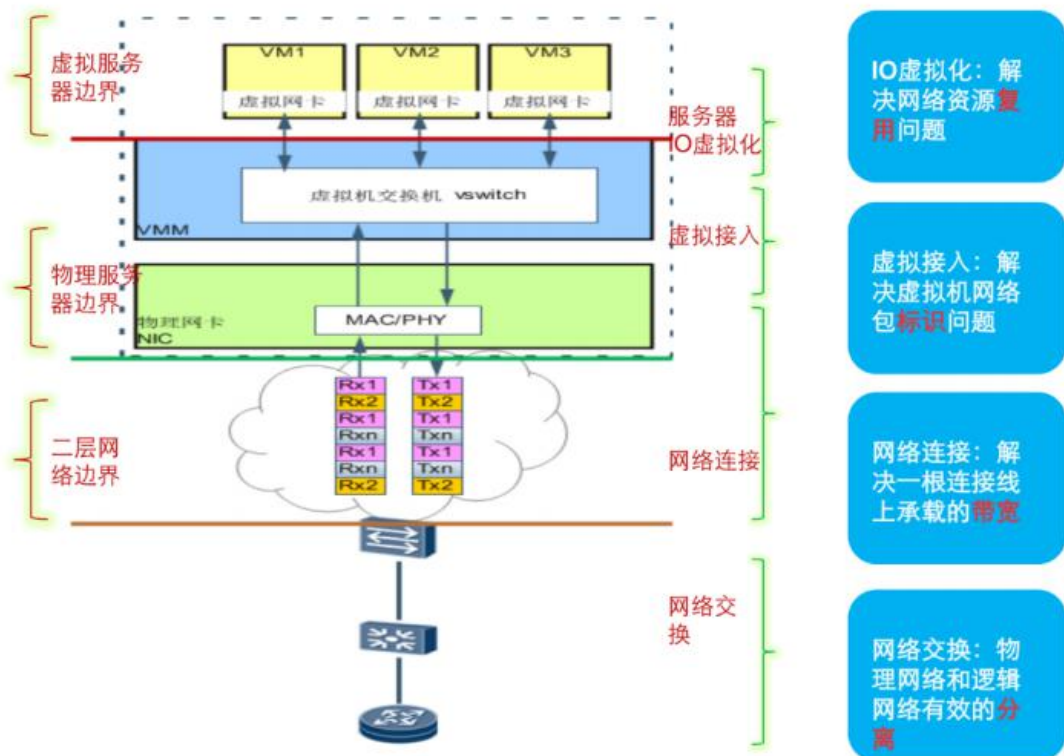 虚拟服务
器边界
VM1
VM2
VM3
虚拟网卡
虚拟网卡
虚拟网卡
服务器
IO虚拟化
虚拟机交换机 vswitch
VMM
虚拟接入
物理服务
器边界
MAC/PHY
物理网卡
NIC
二层网
络边界
Rx1
Rx2
Rx1
Rxn
Rx1
Rxn
Rx2
Tx1
Tx2
Tx1
Txn
Tx1
Txn
Tx2
网络连接
网络交
换
IO虚拟化：解
决网络资源复
用问题
虚拟接入：解
决虚拟机网络
包标识问题
网络连接：解
决一根连接线
上承载的带宽
网络交换：物
理网络和逻辑
网络有效的分
离